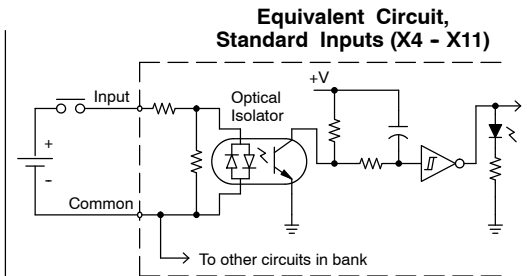 Equivalent Circuit,
Standard Inputs (X4 - X11)
+V
Input
Optical
Isolator
+
-
Common
To other circuits in bank